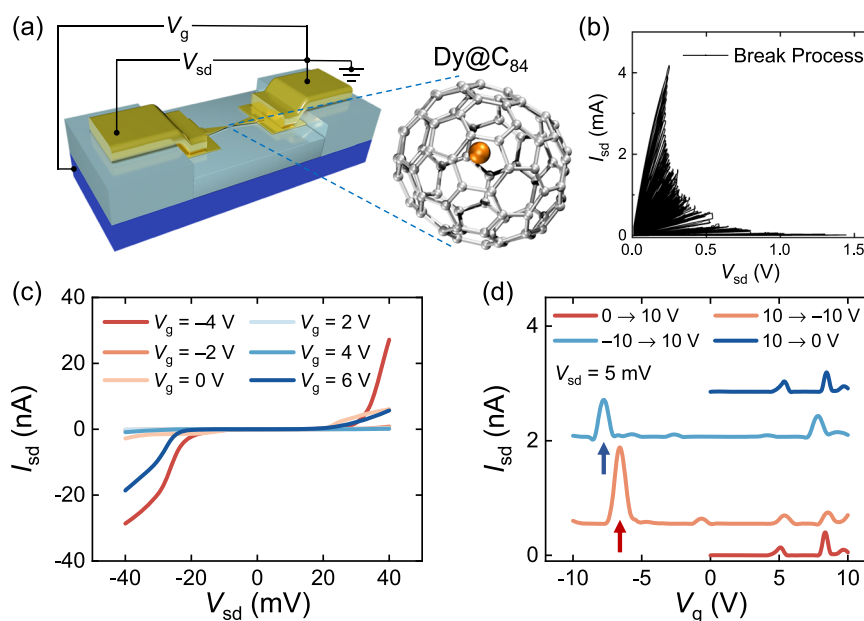 (a)
V_g
V_sd
Dy@C_84
(b)
Break Process
I_sd (mA)
4
2
0
0.0 0.5 1.0 1.5
V_sd (V)
(c)
V_g = –4 V V_g = 2 V
V_g = –2 V V_g = 4 V
V_g = 0 V V_g = 6 V
I_sd (nA)
40
20
0
-20
-40
-40 -20 0 20 40
V_sd (mV)
(d)
0 → 10 V 10 → –10 V
–10 → 10 V 10 → 0 V
V_sd = 5 mV
I_sd (nA)
4
2
0
-10 -5 0 5 10
V_g (V)